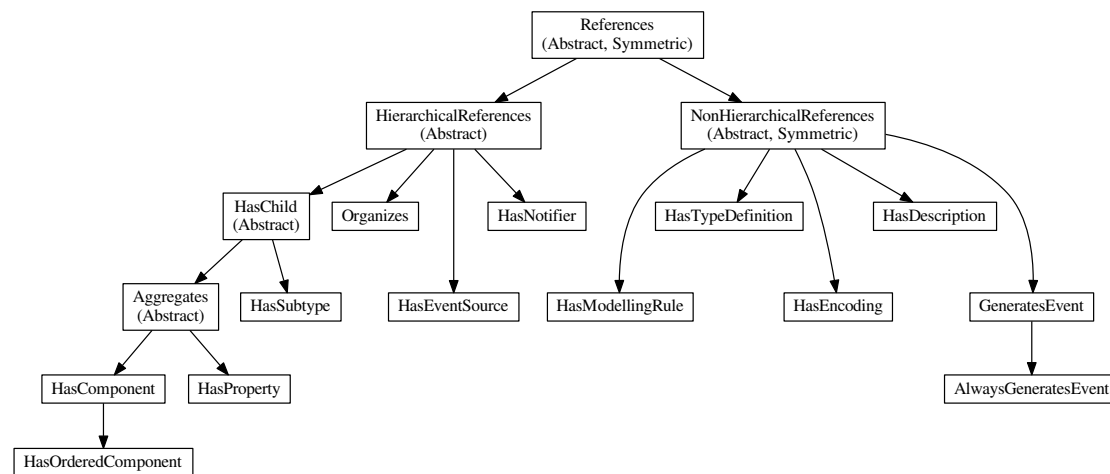 References
(Abstract, Symmetric)
HierarchicalReferences
(Abstract)
NonHierarchicalReferences
(Abstract, Symmetric)
HasChild
(Abstract)
Organizes
HasNotifier
HasTypeDefinition
HasDescription
Aggregates
(Abstract)
HasSubtype
HasEventSource
HasModellingRule
HasEncoding
GeneratesEvent
HasComponent
HasProperty
AlwaysGeneratesEvent
HasOrderedComponent